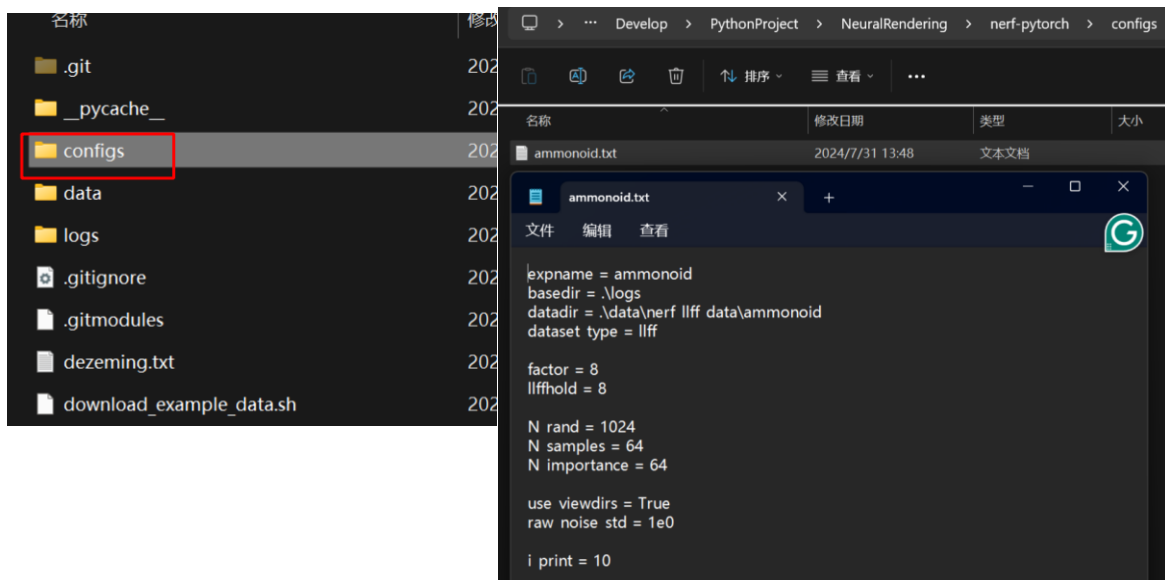 名称
.git
202
__pycache__
202
configs
202
data
202
logs
202
.gitignore
202
.gitmodules
202
dezeming.txt
202
download_example_data.sh
202
> ··· Develop > PythonProject > NeuralRendering > nerf-pytorch > configs
排序 查看 ···
名称 修改日期 类型 大小
ammonoid.txt 2024/7/31 13:48 文本文档
ammonoid.txt
文件 编辑 查看
expname = ammonoid
basedir = .\logs
datadir = .\data\nerf llff data\ammonoid
dataset type = llff
factor = 8
llffhold = 8
N rand = 1024
N samples = 64
N importance = 64
use viewdirs = True
raw noise std = 1e0
i print = 10